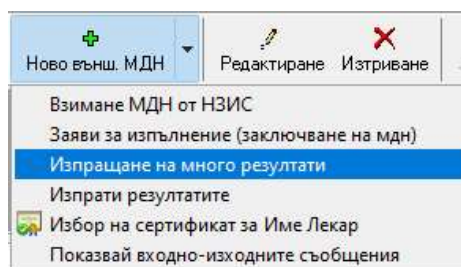 Ново външ. МДН Редактиране Изтриване
Взимане МДН от НЗИС
Заяви за изпълнение (заключване на мдн)
Изпращане на много резултати
Изпрати резултатите
Избор на сертификат за Име Лекар
Показвай входно-изходните съобщения